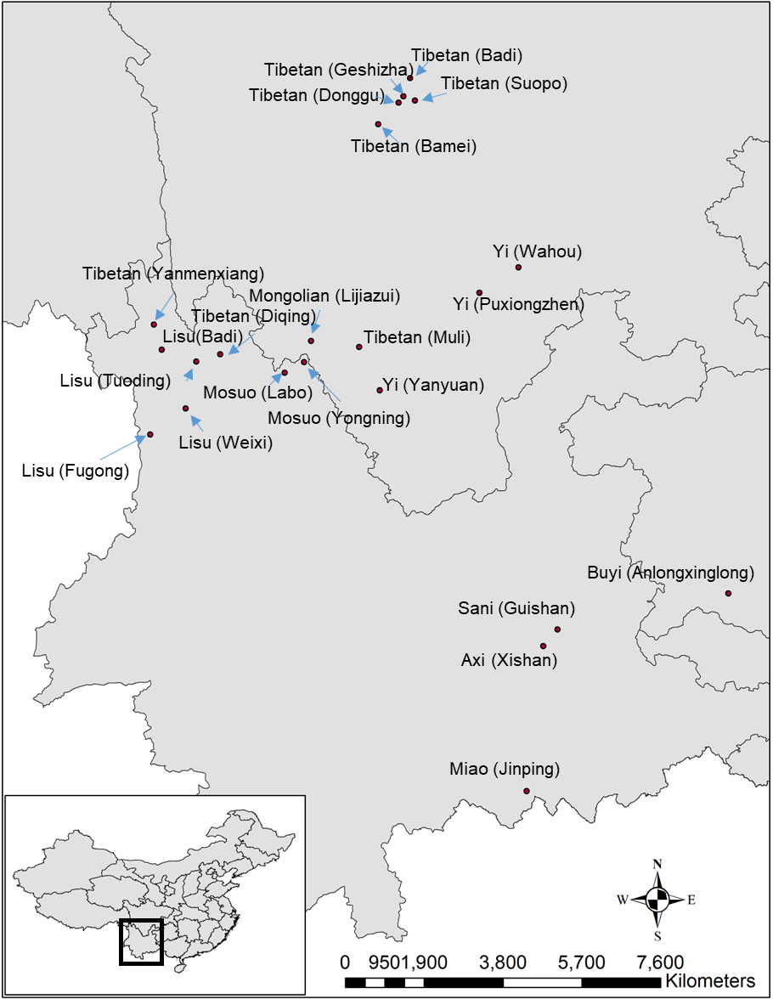 Tibetan (Badi)
Tibetan (Geshizha)
Tibetan (Suopo)
Tibetan (Donggu)
Tibetan (Bamei)
Yi (Wahou)
Tibetan (Yanmenxiang)
Mongolian (Lijiazui)
Yi (Puxiongzhen)
Tibetan (Diqing)
Lisu(Badi)
Tibetan (Muli)
Lisu (Tuoding)
Mosuo (Labo)
Yi (Yanyuan)
Mosuo (Yongning)
Lisu (Weixi)
Lisu (Fugong)
Buyi (Anlongxinglong)
Sani (Guishan)
Axi (Xishan)
Miao (Jinping)
N
W E
S
0 9501,900 3,800 5,700 7,600
Kilometers